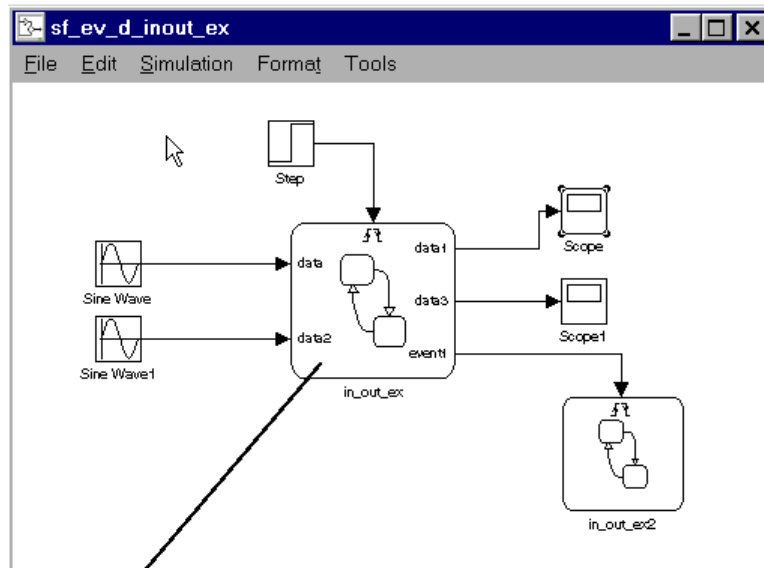 sf_ev_d_inout_ex
File Edit Simulation Format Tools
Step
data
data1
Scope
Sine Wave
data3
data2
Scope1
event1
Sine Wave1
in_out_ex
in_out_ex2